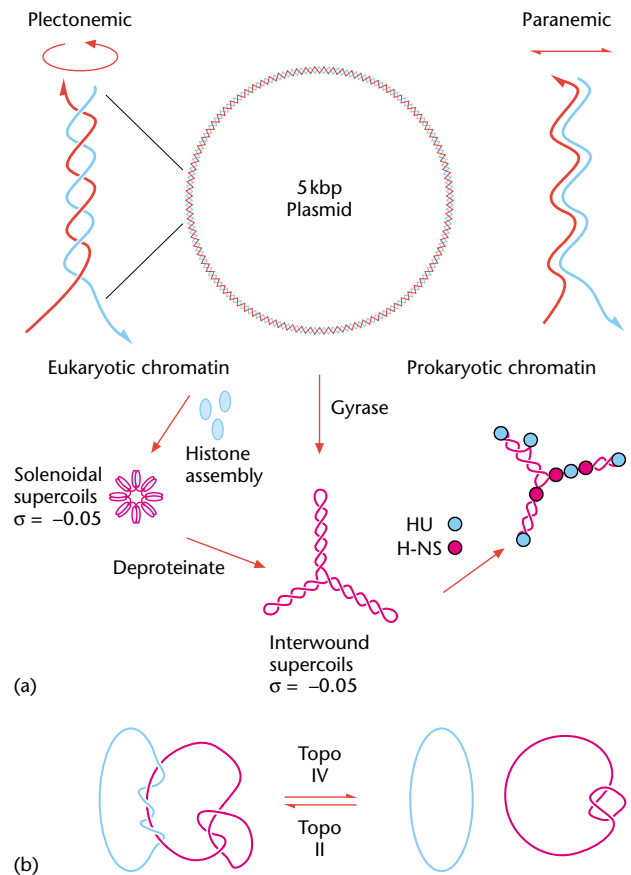 Plectonemic
Paranemic
5 kbp
Plasmid
Eukaryotic chromatin
Prokaryotic chromatin
Gyrase
Histone
assembly
Solenoidal
supercoils
σ = −0.05
HU
H-NS
Deproteinate
Interwound
supercoils
σ = −0.05
(a)
Topo
IV
Topo
II
(b)